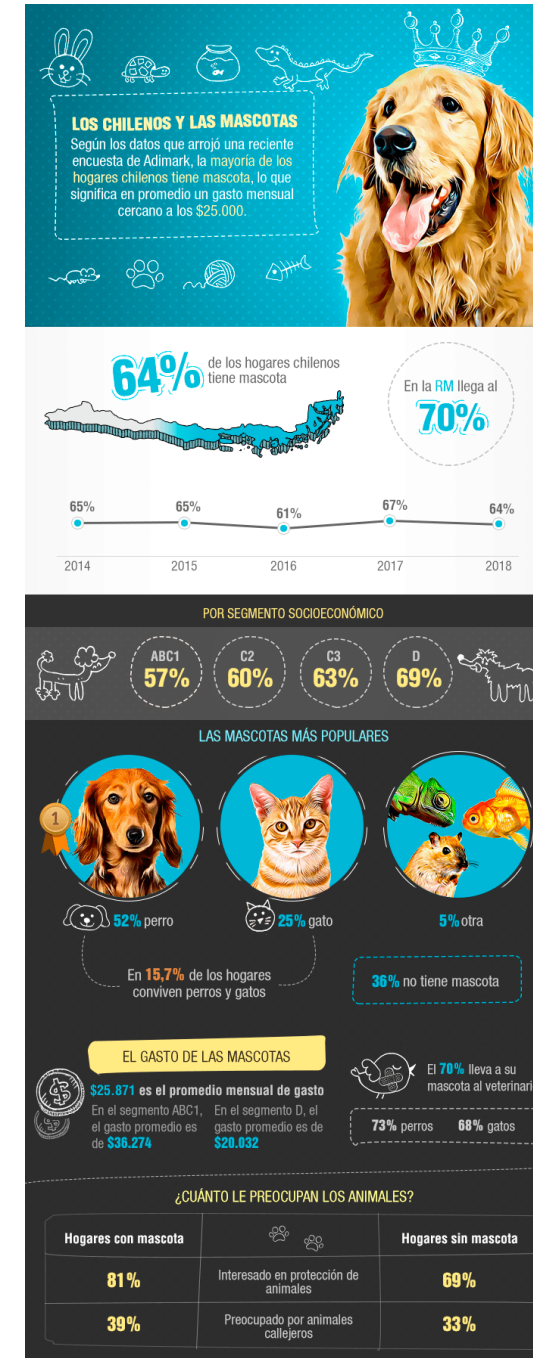 LOS CHILENOS Y LAS MASCOTAS
Según los datos que arrojó una reciente
encuesta de Adimark, la mayoría de los
hogares chilenos tiene mascota, lo que
significa en promedio un gasto mensual
cercano a los $25.000.
64% de los hogares chilenos
tiene mascota
En la RM llega al
70%
65% 65% 61% 67% 64%
2014 2015 2016 2017 2018
POR SEGMENTO SOCIOECONÓMICO
ABC1 C2 C3 D
57% 60% 63% 69%
LAS MASCOTAS MÁS POPULARES
1
52% perro 25% gato 5% otra
En 15,7% de los hogares
conviven perros y gatos
36% no tiene mascota
EL GASTO DE LAS MASCOTAS
$25.871 es el promedio mensual de gasto
En el segmento ABC1,
el gasto promedio es
de $36.274
En el segmento D, el
gasto promedio es de
$20.032
El 70% lleva a su
mascota al veterinari
73% perros 68% gatos
¿CUÁNTO LE PREOCUPAN LOS ANIMALES?
Hogares con mascota Hogares sin mascota
81% Interesado en protección de 69%
animales
39% Preocupado por animales 33%
callejeros